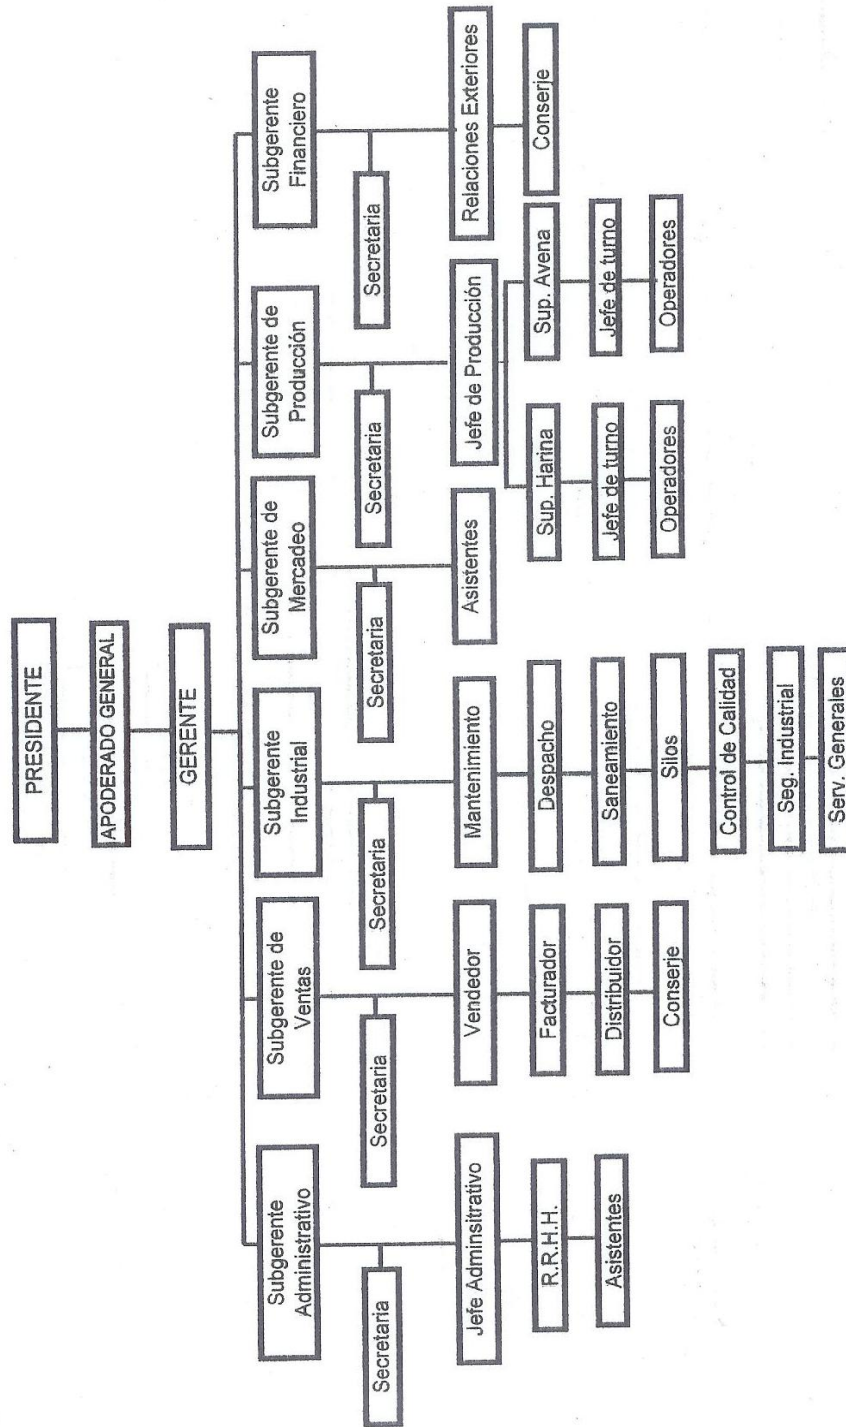 PRESIDENTE
APODERADO GENERAL
GERENTE
Subgerente
Administrativo
Subgerente de
Ventas
Subgerente
Industrial
Subgerente de
Mercadeo
Subgerente de
Producción
Subgerente
Financiero
Secretaria
Secretaria
Secretaria
Secretaria
Secretaria
Secretaria
Jefe Adminsitrativo
Vendedor
Mantenimiento
Asistentes
Jefe de Producción
Relaciones Exteriores
R.R.H.H.
Facturador
Despacho
Sup. Harina
Sup. Avena
Conserje
Asistentes
Distribuidor
Saneamiento
Jefe de turno
Jefe de turno
Conserje
Silos
Operadores
Operadores
Control de Calidad
Seg. Industrial
Serv. Generales